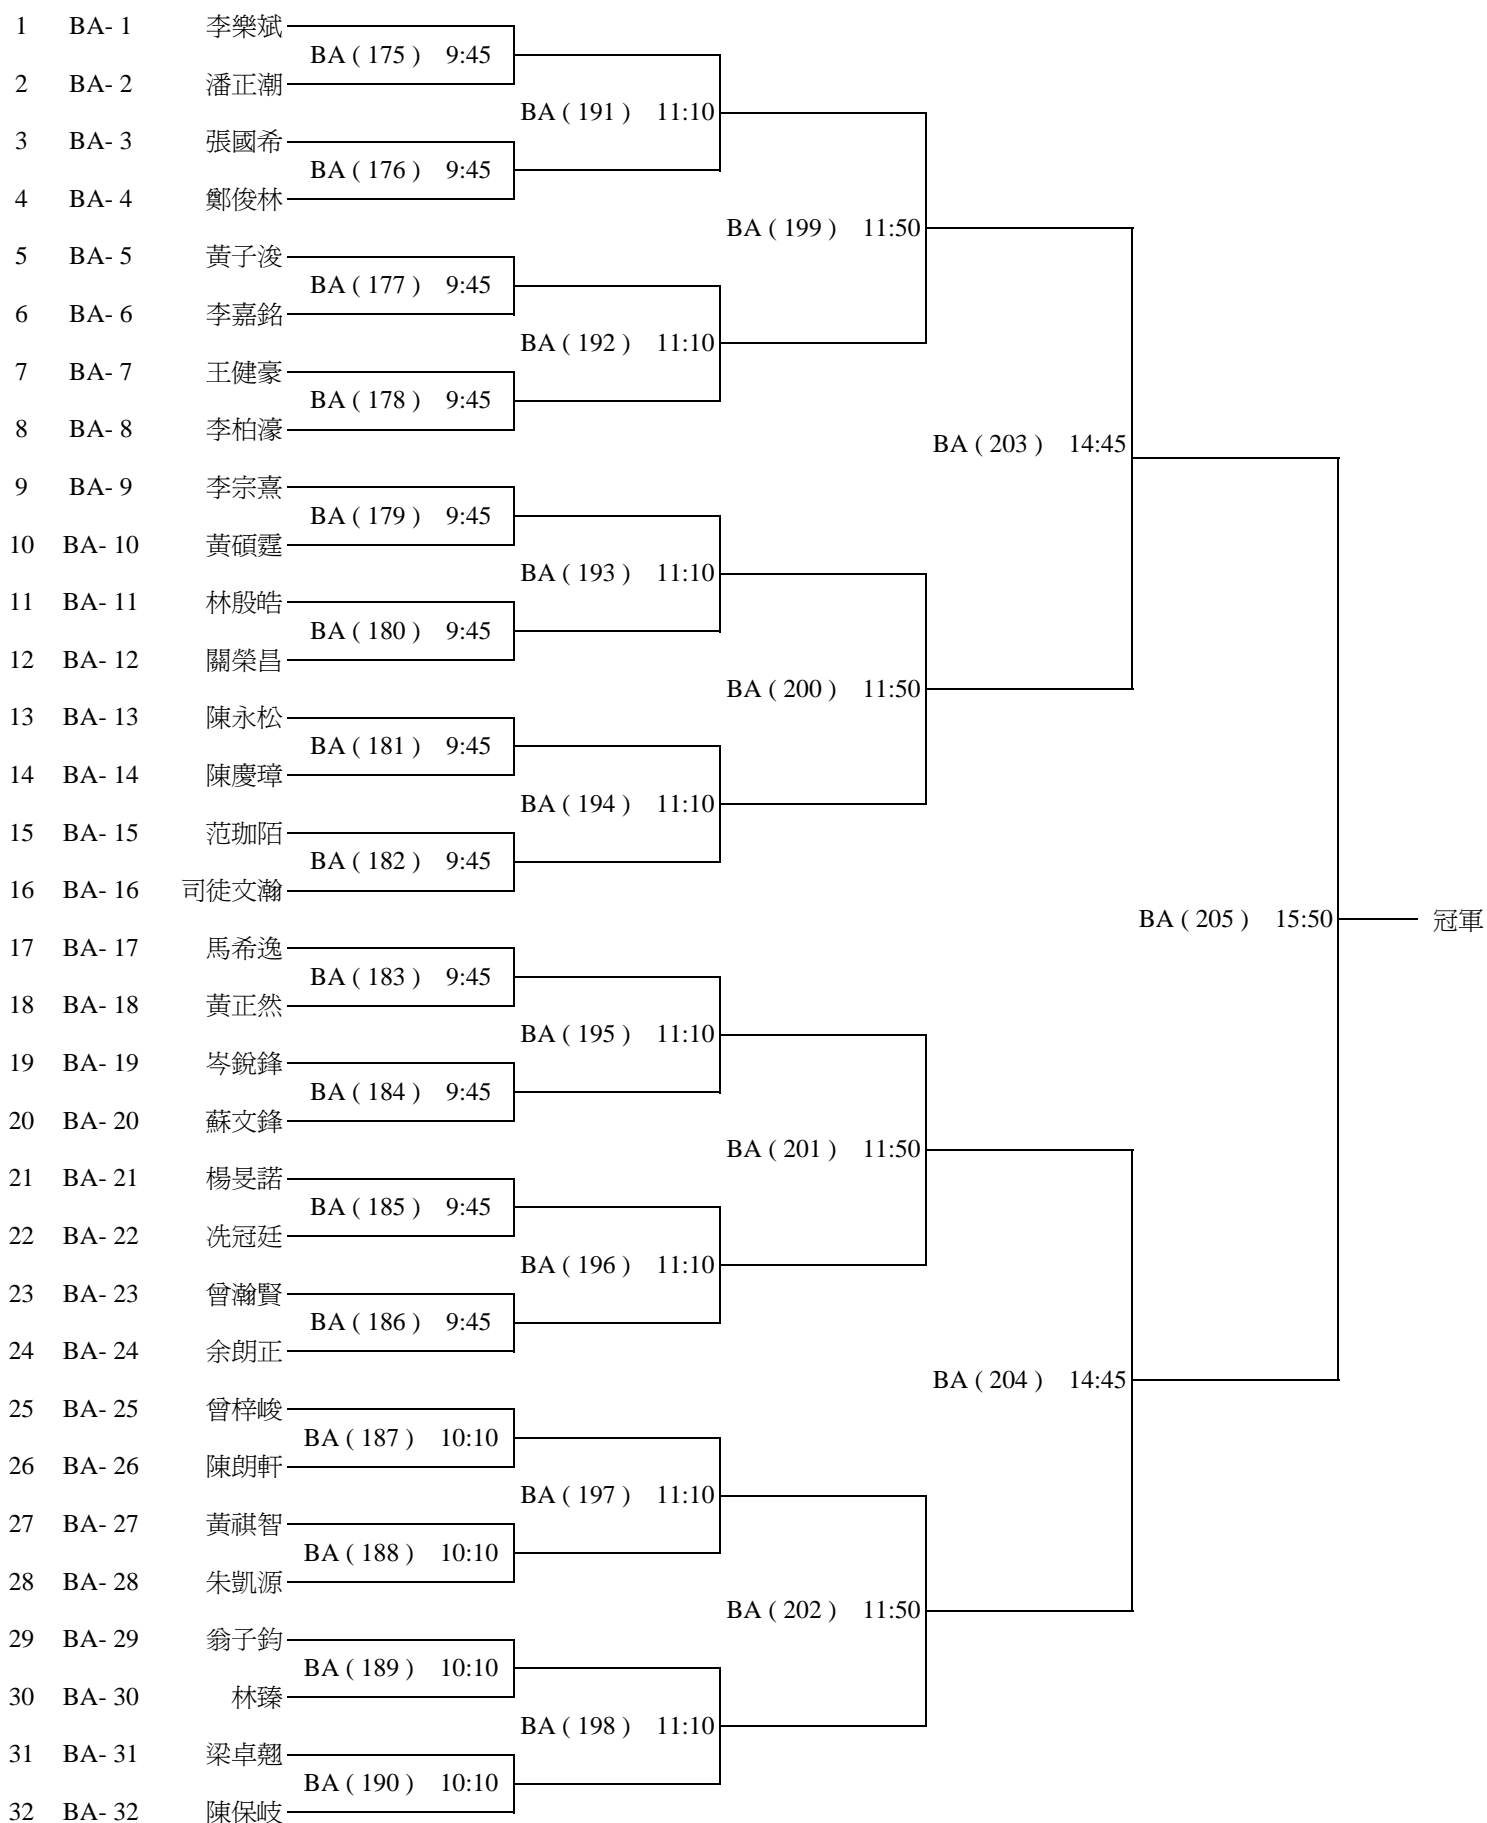 1 BA- 1 李樂斌
BA ( 175 ) 9:45
2 BA- 2 潘正潮
BA ( 191 ) 11:10
3 BA- 3 張國希
BA ( 176 ) 9:45
4 BA- 4 鄭俊林
BA ( 199 ) 11:50
5 BA- 5 黃子浚
BA ( 177 ) 9:45
6 BA- 6 李嘉銘
BA ( 192 ) 11:10
7 BA- 7 王健豪
BA ( 178 ) 9:45
8 BA- 8 李柏濠
BA ( 203 ) 14:45
9 BA- 9 李宗熹
BA ( 179 ) 9:45
10 BA- 10 黃碩霆
BA ( 193 ) 11:10
11 BA- 11 林殷皓
BA ( 180 ) 9:45
12 BA- 12 關榮昌
BA ( 200 ) 11:50
13 BA- 13 陳永松
BA ( 181 ) 9:45
14 BA- 14 陳慶璋
BA ( 194 ) 11:10
15 BA- 15 范珈陌
BA ( 182 ) 9:45
16 BA- 16 司徒文瀚
BA ( 205 ) 15:50 冠軍
17 BA- 17 馬希逸
BA ( 183 ) 9:45
18 BA- 18 黃正然
BA ( 195 ) 11:10
19 BA- 19 岑銳鋒
BA ( 184 ) 9:45
20 BA- 20 蘇文鋒
BA ( 201 ) 11:50
21 BA- 21 楊旻諾
BA ( 185 ) 9:45
22 BA- 22 冼冠廷
BA ( 196 ) 11:10
23 BA- 23 曾瀚賢
BA ( 186 ) 9:45
24 BA- 24 余朗正
BA ( 204 ) 14:45
25 BA- 25 曾梓峻
BA ( 187 ) 10:10
26 BA- 26 陳朗軒
BA ( 197 ) 11:10
27 BA- 27 黃祺智
BA ( 188 ) 10:10
28 BA- 28 朱凱源
BA ( 202 ) 11:50
29 BA- 29 翁子鈞
BA ( 189 ) 10:10
30 BA- 30 林臻
BA ( 198 ) 11:10
31 BA- 31 梁卓翹
BA ( 190 ) 10:10
32 BA- 32 陳保岐